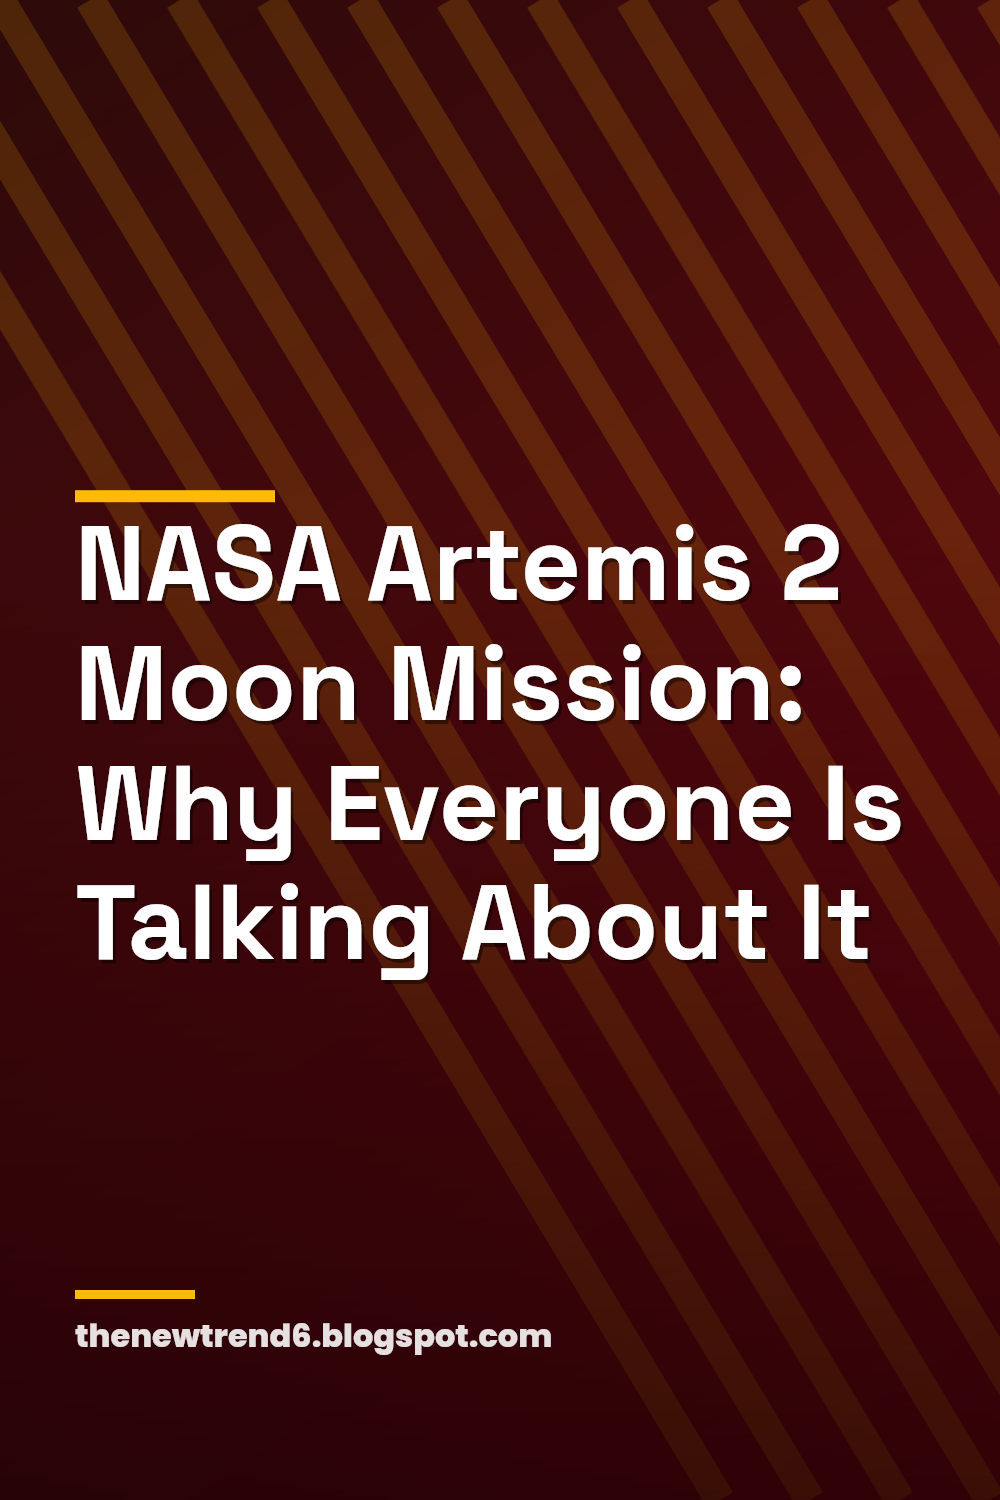 NASA Artemis 2
Moon Mission:
Why Everyone Is
Talking About It
thenewtrend6.blogspot.com